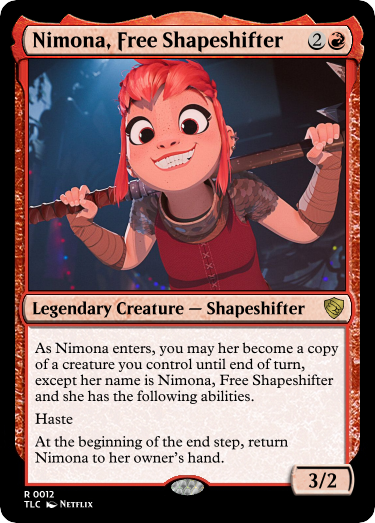 Nimona, Free Shapeshifter 2
Legendary Creature — Shapeshifter
As Nimona enters, you may her become a copy
of a creature you control until end of turn,
except her name is Nimona, Free Shapeshifter
and she has the following abilities.
Haste
At the beginning of the end step, return
Nimona to her owner's hand.
3/2
R 0012
TLC Netflix